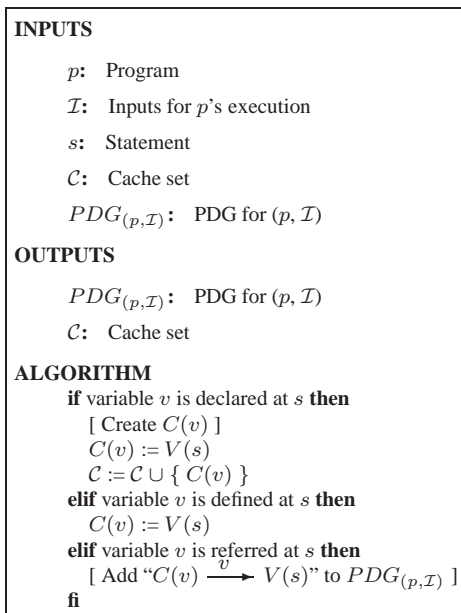 INPUTS
p: Program
ℐ: Inputs for p's execution
s: Statement
𝒞: Cache set
PDG₍p,ℐ₎: PDG for (p, ℐ)
OUTPUTS
PDG₍p,ℐ₎: PDG for (p, ℐ)
𝒞: Cache set
ALGORITHM
if variable v is declared at s then
[ Create C(v) ]
C(v) := V(s)
𝒞 := 𝒞 ∪ { C(v) }
elif variable v is defined at s then
C(v) := V(s)
elif variable v is referred at s then
[ Add “C(v) —v→ V(s)” to PDG₍p,ℐ₎ ]
fi